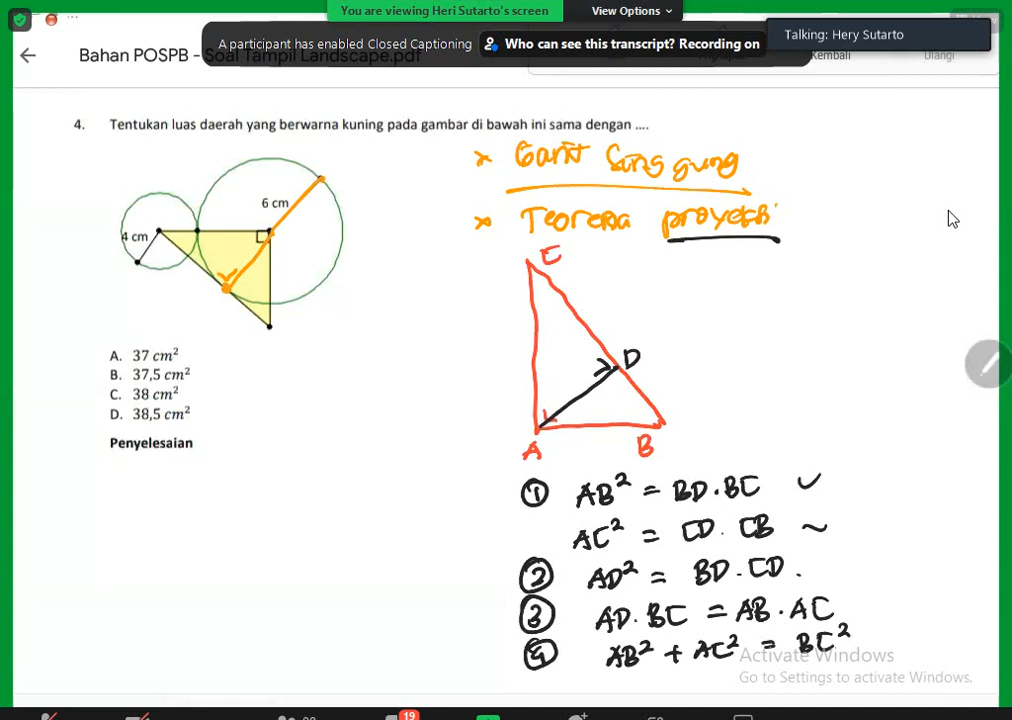 You are viewing Heri Sutarto's screen
View Options
A participant has enabled Closed Captioning
Who can see this transcript? Recording on
Talking: Hery Sutarto
Bahan POSPB - Soal Tampil Landscape.pdf
Kembali
Ulangi
4. Tentukan luas daerah yang berwarna kuning pada gambar di bawah ini sama dengan ....
6 cm
4 cm
A. 37 cm²
B. 37,5 cm²
C. 38 cm²
D. 38,5 cm²
Penyelesaian
× Garis Singgung
× Teorema proyeksi
C
D
A
B
① AB² = BD . BC
AC² = CD . CB ~
② AD² = BD . CD .
③ AD . BC = AB . AC
④ AB² + AC² = BC²
Activate Windows
Go to Settings to activate Windows.
19